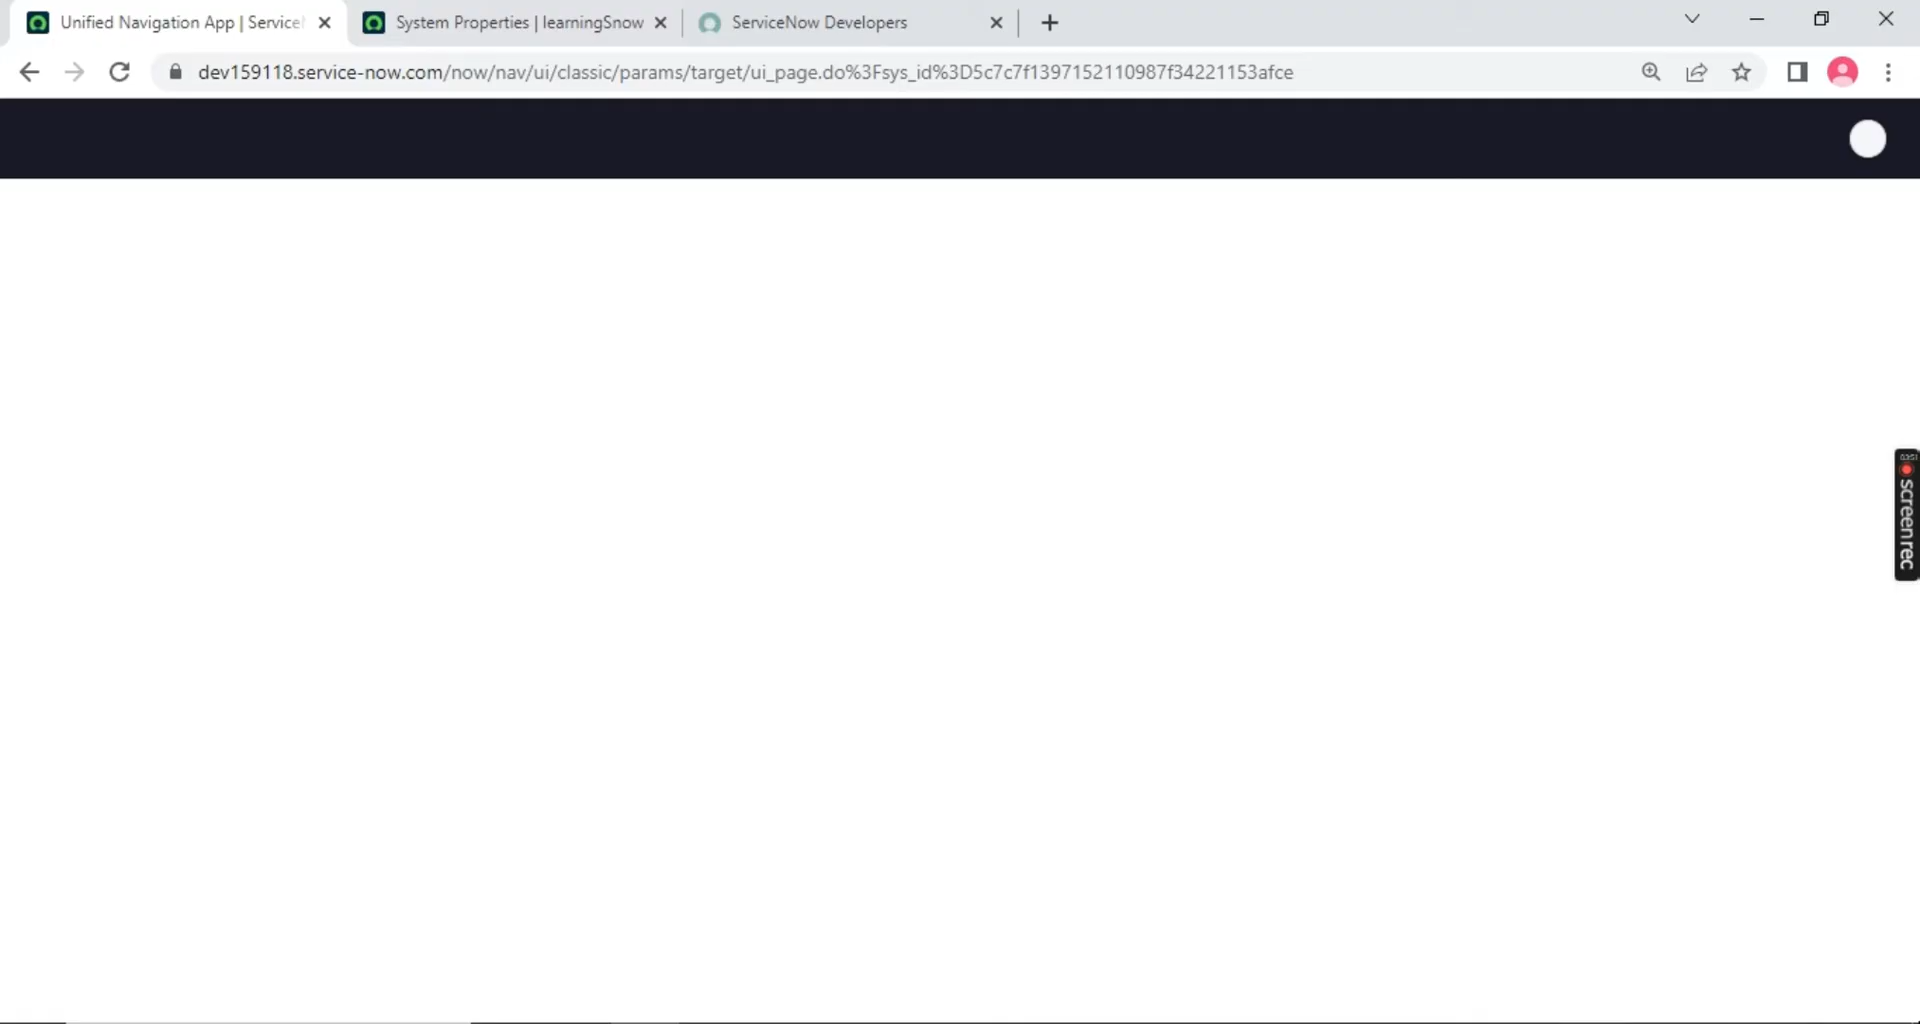 Unified Navigation App | Service
System Properties | learningSnow
ServiceNow Developers
dev159118.service-now.com/now/nav/ui/classic/params/target/ui_page.do%3Fsys_id%3D5c7c7f1397152110987f34221153afce
screenrec